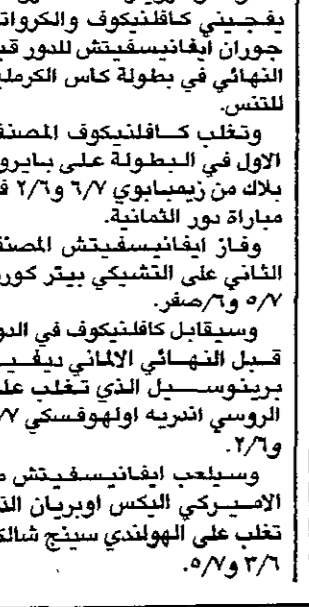 يفجيني كافلنيكوف والكرواتي
جوران ايفانيسفيتش للدور قبل
النهائي في بطولة كاس الكرملين
للتنس.
وتغلب كافلنيكوف المصنف
الاول في البطولة على بايرون
بلاك من زيمبابوي ٦/٧ و٢/٦ في
مباراة دور الثمانية.
وفاز ايفانيسفيتش المصنف
الثاني على التشيكي بيتر كوردا
٥/٧ و٦/صفر.
وسيقابل كافلنيكوف في الدور
قبل النهائي الالماني ديفيد
برينوسيل الذي تغلب على
الروسي اندريه اولهوفسكي ٦/٧
و٢/٦.
وسيلعب ايفانيسفيتش مع
الاميركي اليكس اوبريان الذي
تغلب على الهولندي سينج شالكن
٣/٦ و٥/٧.